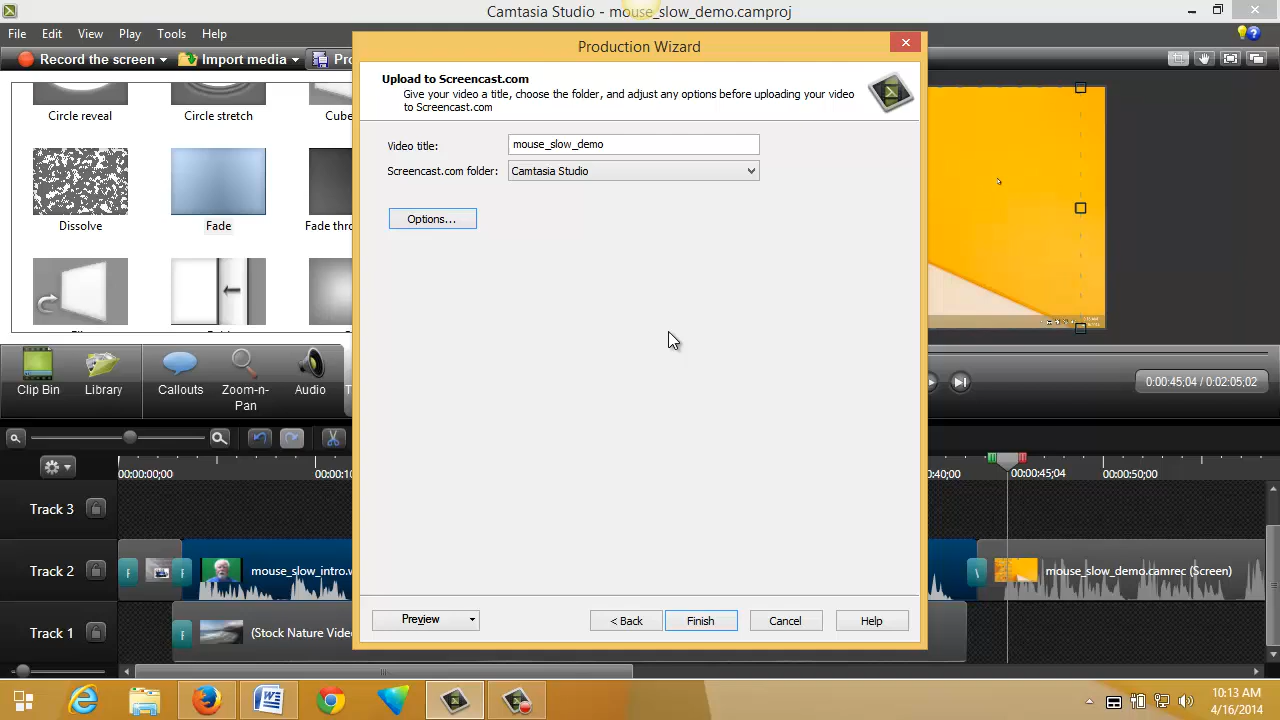 Camtasia Studio - mouse_slow_demo.camproj
File Edit View Play Tools Help
Record the screen Import media
Production Wizard
Upload to Screencast.com
Give your video a title, choose the folder, and adjust any options before uploading your video
to Screencast.com
Circle reveal Circle stretch
Video title: mouse_slow_demo
Screencast.com folder: Camtasia Studio
Options...
Dissolve Fade
Clip Bin Library Callouts Zoom-n-
Pan Audio
0:00:45;04 / 0:02:05;02
00:00:00;00
0:00:45;04 00:00:50;00
Track 3
Track 2 mouse_slow_demo.camrec (Screen)
Track 1
Preview < Back Finish Cancel Help
10:13 AM
4/16/2014